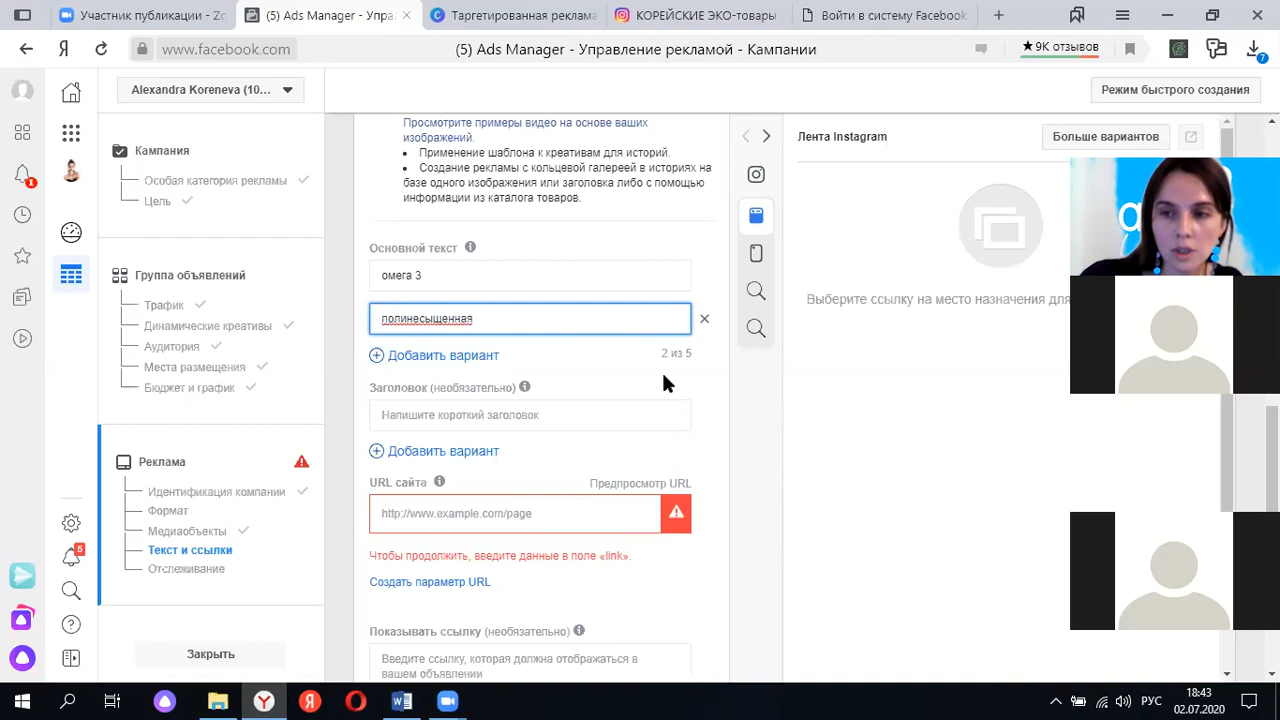 Участник публикации - Zo
(5) Ads Manager - Упра
Таргетированная реклама
КОРЕЙСКИЕ ЭКО-товары
Войти в систему Facebook
www.facebook.com
(5) Ads Manager - Управление рекламой - Кампании
★9K отзывов
7
Alexandra Koreneva (10...
Режим быстрого создания
Кампания
Особая категория рекламы
Цель
Группа объявлений
Трафик
Динамические креативы
Аудитория
Места размещения
Бюджет и график
Реклама
Идентификация компании
Формат
Медиаобъекты
Текст и ссылки
Отслеживание
Закрыть
1
5
Просмотрите примеры видео на основе ваших
изображений.
• Применение шаблона к креативам для историй.
• Создание рекламы с кольцевой галереей в историях на
базе одного изображения или заголовка либо с помощью
информации из каталога товаров.
Основной текст
омега 3
полинесыщенная
Добавить вариант
2 из 5
Заголовок (необязательно)
Напишите короткий заголовок
Добавить вариант
URL сайта
Предпросмотр URL
http://www.example.com/page
Чтобы продолжить, введите данные в поле «link».
Создать параметр URL
Показывать ссылку (необязательно)
Введите ссылку, которая должна отображаться в
вашем объявлении
Лента Instagram
Больше вариантов
Выберите ссылку на место назначения для
РУС
18:43
02.07.2020